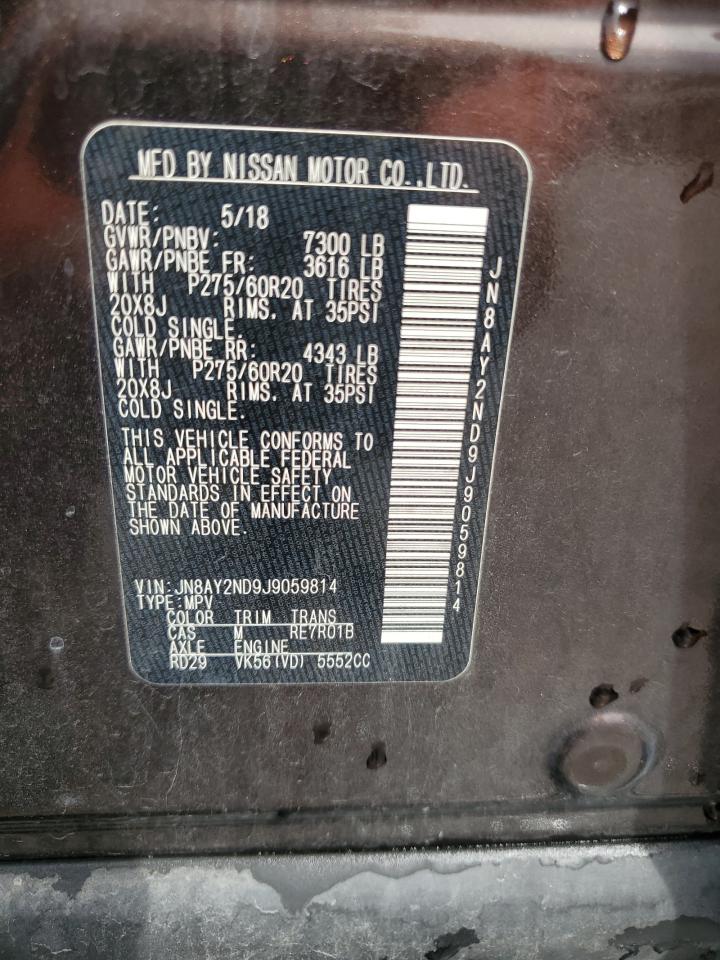 MFD BY NISSAN MOTOR CO.,LTD.
DATE: 5/18
GVWR/PNBV: 7300 LB
GAWR/PNBE FR: 3616 LB
WITH P275/60R20 TIRES
20X8J RIMS. AT 35PSI
COLD SINGLE.
GAWR/PNBE RR: 4343 LB
WITH P275/60R20 TIRES
20X8J RIMS. AT 35PSI
COLD SINGLE.
THIS VEHICLE CONFORMS TO
ALL APPLICABLE FEDERAL
MOTOR VEHICLE SAFETY
STANDARDS IN EFFECT ON
THE DATE OF MANUFACTURE
SHOWN ABOVE.
VIN:JN8AY2ND9J9059814
TYPE:MPV
COLOR TRIM TRANS
CAS M RE7R01B
AXLE ENGINE
RD29 VK56(VD) 5552CC
JN8AY2ND9J9059814